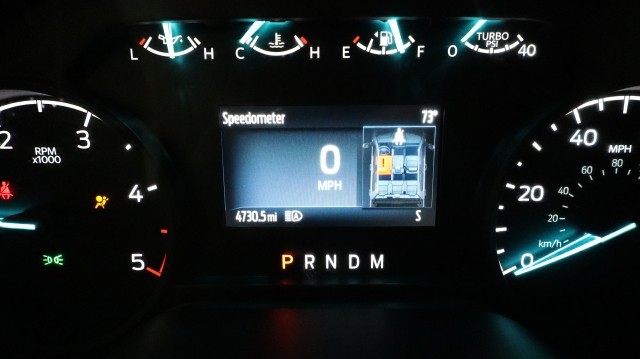 L H
C H
E F
0 TURBO PSI 40
Speedometer 73°
0
MPH
4730.5 mi S
P R N D M
2 3 4 5
RPM
x1000
0 20 40
MPH
20 40 60 80
km/h